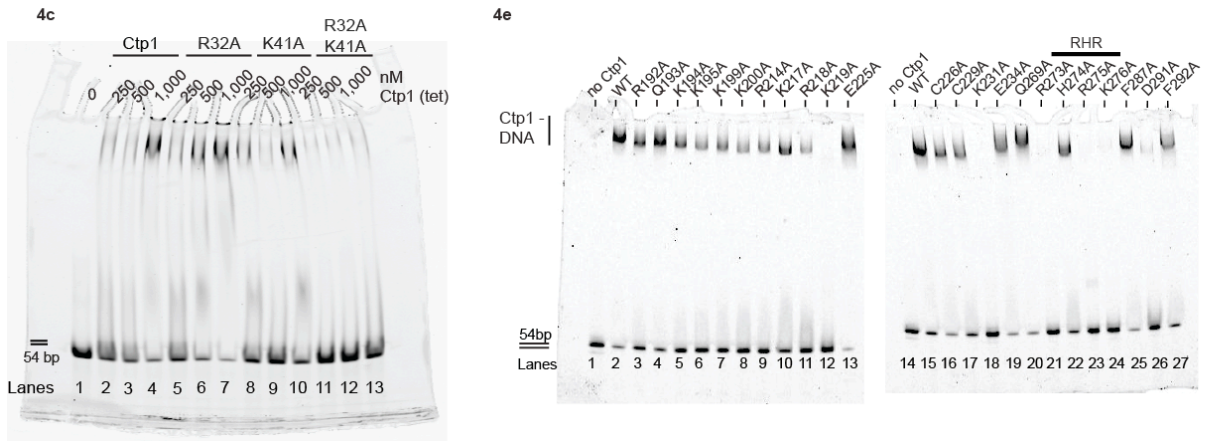 4c
Ctp1 R32A K41A R32A K41A
0 250 500 1,000 250 500 1,000 250 500 1,000 250 500 1,000
nM
Ctp1 (tet)
54 bp
Lanes 1 2 3 4 5 6 7 8 9 10 11 12 13
4e
RHR
no Ctp1 WT R192A Q193A K194A K195A K199A K200A R214A K217A R218A K219A E225A
no Ctp1 WT C226A C229A K231A E234A Q269A R273A H274A R275A K276A F287A D291A F292A
Ctp1 -
DNA
54bp
Lanes 1 2 3 4 5 6 7 8 9 10 11 12 13
14 15 16 17 18 19 20 21 22 23 24 25 26 27